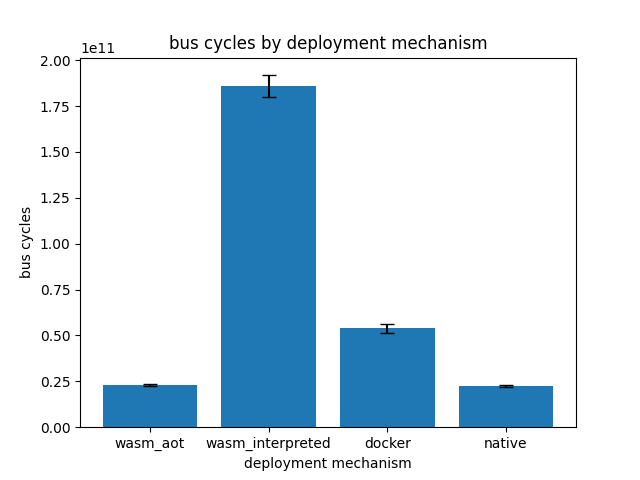 bus cycles by deployment mechanism
1e11
2.00
1.75
1.50
1.25
1.00
0.75
0.50
0.25
0.00
bus cycles
wasm_aot
wasm_interpreted
docker
native
deployment mechanism